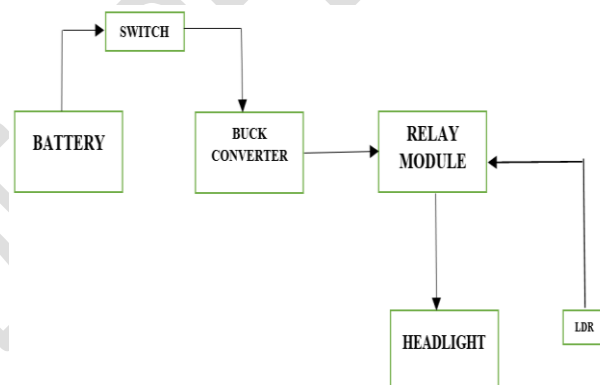 SWITCH
BATTERY
BUCK
CONVERTER
RELAY
MODULE
HEADLIGHT
LDR